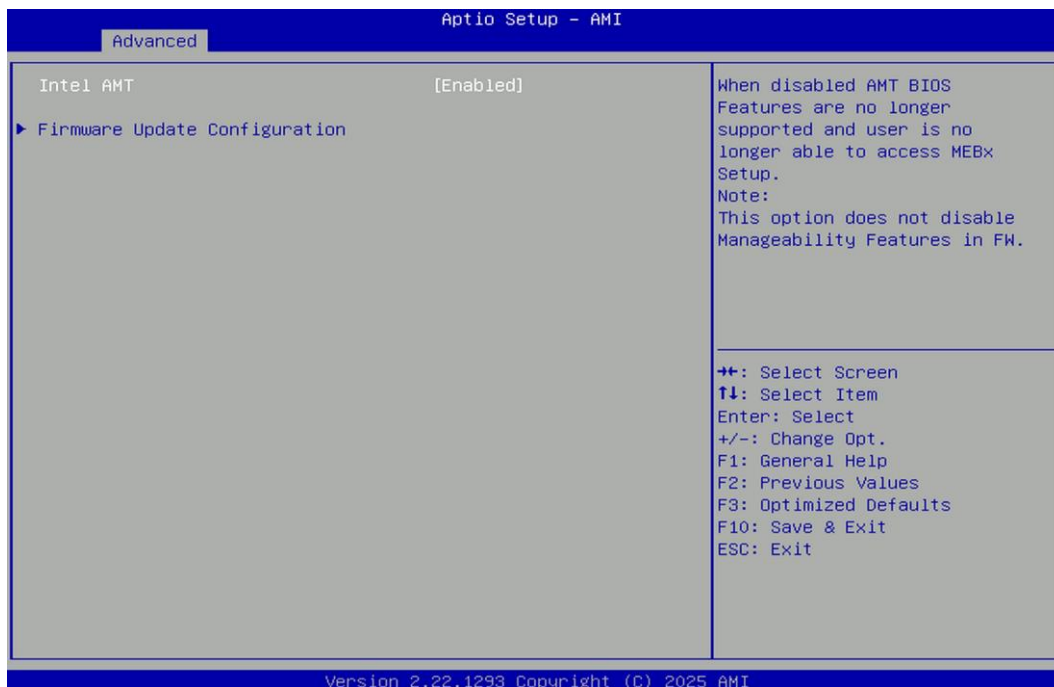 Aptio Setup - AMI
Advanced
Intel AMT [Enabled]
Firmware Update Configuration
When disabled AMT BIOS
Features are no longer
supported and user is no
longer able to access MEBx
Setup.
Note:
This option does not disable
Manageability Features in FW.
→←: Select Screen
↑↓: Select Item
Enter: Select
+/-: Change Opt.
F1: General Help
F2: Previous Values
F3: Optimized Defaults
F10: Save & Exit
ESC: Exit
Version 2.22.1293 Copyright (C) 2025 AMI